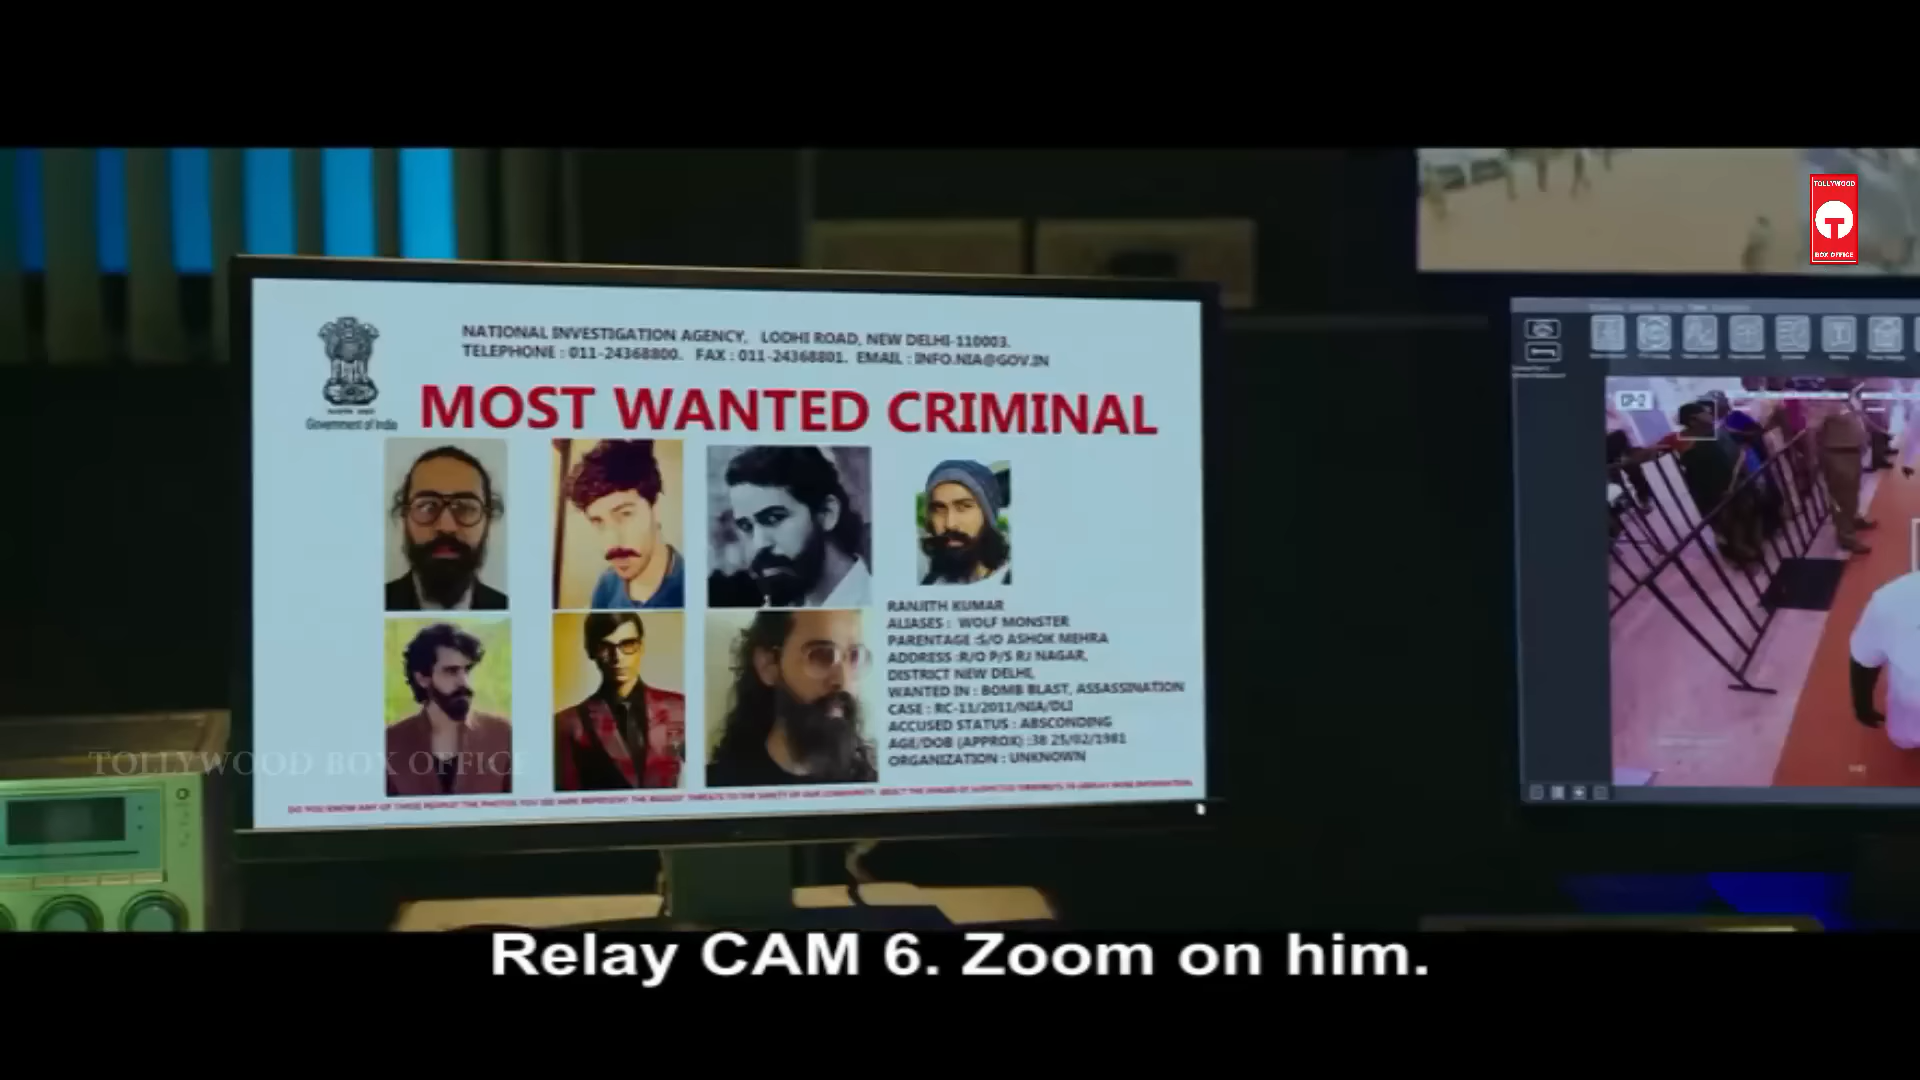 TOLLYWOOD
BOX OFFICE
NATIONAL INVESTIGATION AGENCY, LODHI ROAD, NEW DELHI-110003.
TELEPHONE : 011-24368800. FAX : 011-24368801. EMAIL : INFO.NIA@GOV.IN
MOST WANTED CRIMINAL
Government of India
CP-2
RANJITH KUMAR
ALIASES : WOLF MONSTER
PARENTAGE :S/O ASHOK MEHRA
ADDRESS :R/O P/S RJ NAGAR,
DISTRICT NEW DELHI,
WANTED IN : BOMB BLAST, ASSASSINATION
CASE : RC-11/2011/NIA/DLI
ACCUSED STATUS : ABSCONDING
AGE/DOB (APPROX) :38 25/02/1981
ORGANIZATION : UNKNOWN
TOLLYWOOD BOX OFFICE
Relay CAM 6. Zoom on him.